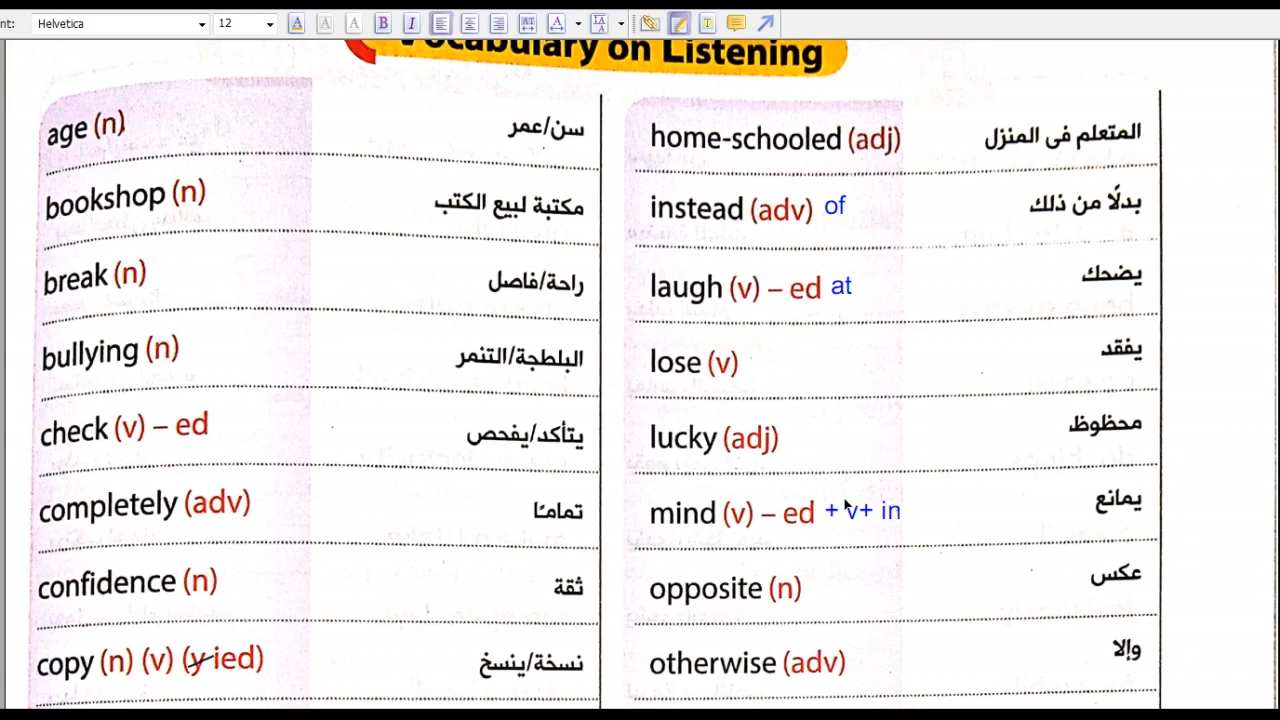 nt: Helvetica 12
Vocabulary on Listening
age (n) سن/عمر
bookshop (n) مكتبة لبيع الكتب
break (n) راحة/فاصل
bullying (n) البلطجة/التنمر
check (v) – ed يتأكد/يفحص
completely (adv) تمامًا
confidence (n) ثقة
copy (n) (v) (y ied) نسخة/ينسخ
home-schooled (adj) المتعلم فى المنزل
instead (adv) of بدلًا من ذلك
laugh (v) – ed at يضحك
lose (v) يفقد
lucky (adj) محظوظ
mind (v) – ed + v+ in يمانع
opposite (n) عكس
otherwise (adv) وإلا